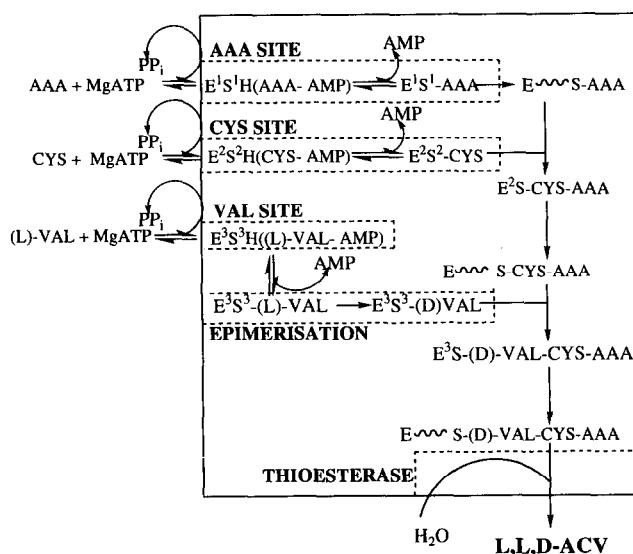 AAA SITE
AMP
PPi
AAA + MgATP
E¹S¹H(AAA- AMP)
E¹S¹-AAA
E S-AAA
CYS SITE
AMP
PPi
CYS + MgATP
E²S²H(CYS- AMP)
E²S²-CYS
E²S-CYS-AAA
VAL SITE
PPi
(L)-VAL + MgATP
E³S³H((L)-VAL- AMP)
AMP
E S-CYS-AAA
E³S³-(L)-VAL
E³S³-(D)VAL
EPIMERISATION
E³S-(D)-VAL-CYS-AAA
E S-(D)-VAL-CYS-AAA
THIOESTERASE
H₂O
L,L,D-ACV